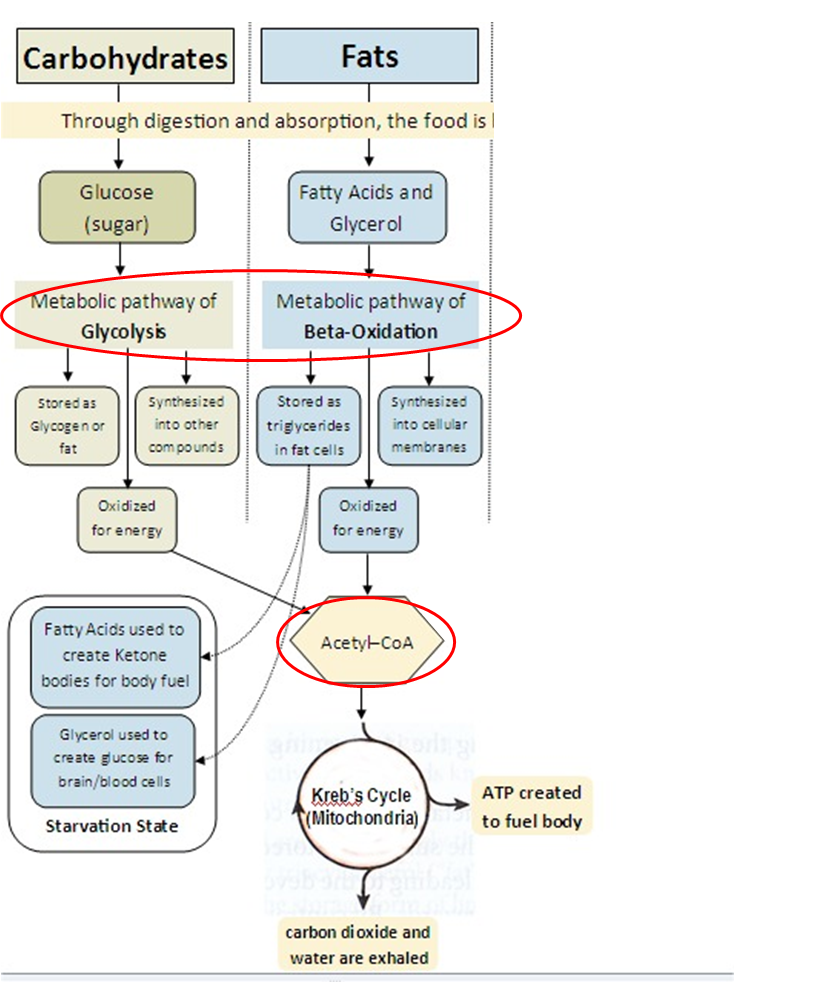 Carbohydrates
Fats
Through digestion and absorption, the food is
Glucose
(sugar)
Fatty Acids and
Glycerol
Metabolic pathway of
Glycolysis
Metabolic pathway of
Beta-Oxidation
Stored as
Glycogen or
fat
Synthesized
into other
compounds
Stored as
triglycerides
in fat cells
Synthesized
into cellular
membranes
Oxidized
for energy
Oxidized
for energy
Fatty Acids used to
create Ketone
bodies for body fuel
Glycerol used to
create glucose for
brain/blood cells
Starvation State
Acetyl–CoA
Kreb's Cycle
(Mitochondria)
ATP created
to fuel body
carbon dioxide and
water are exhaled